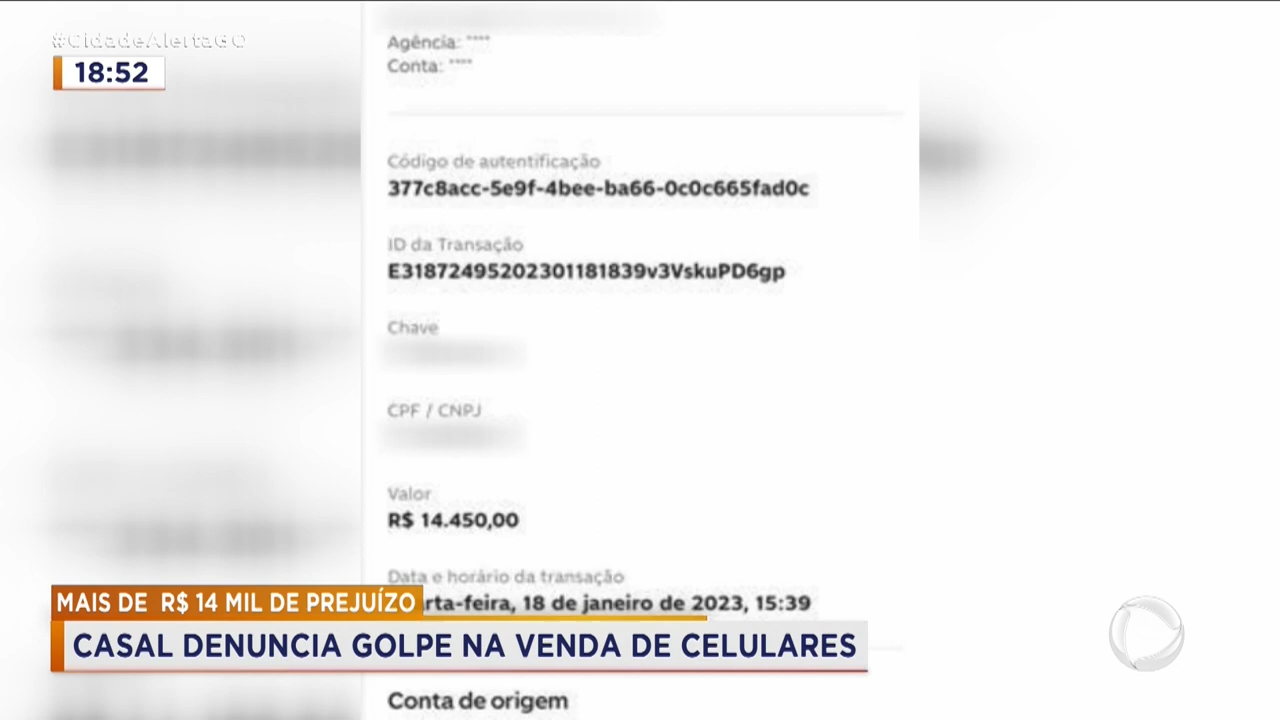 #CidadeAlertaGO
18:52
Agência: ****
Conta: ****
Código de autentificação
377c8acc-5e9f-4bee-ba66-0c0c665fad0c
ID da Transação
E31872495202301181839v3VskuPD6gp
Chave
CPF / CNPJ
Valor
R$ 14.450,00
Data e horário da transação
rta-feira, 18 de janeiro de 2023, 15:39
MAIS DE R$ 14 MIL DE PREJUÍZO
CASAL DENUNCIA GOLPE NA VENDA DE CELULARES
Conta de origem